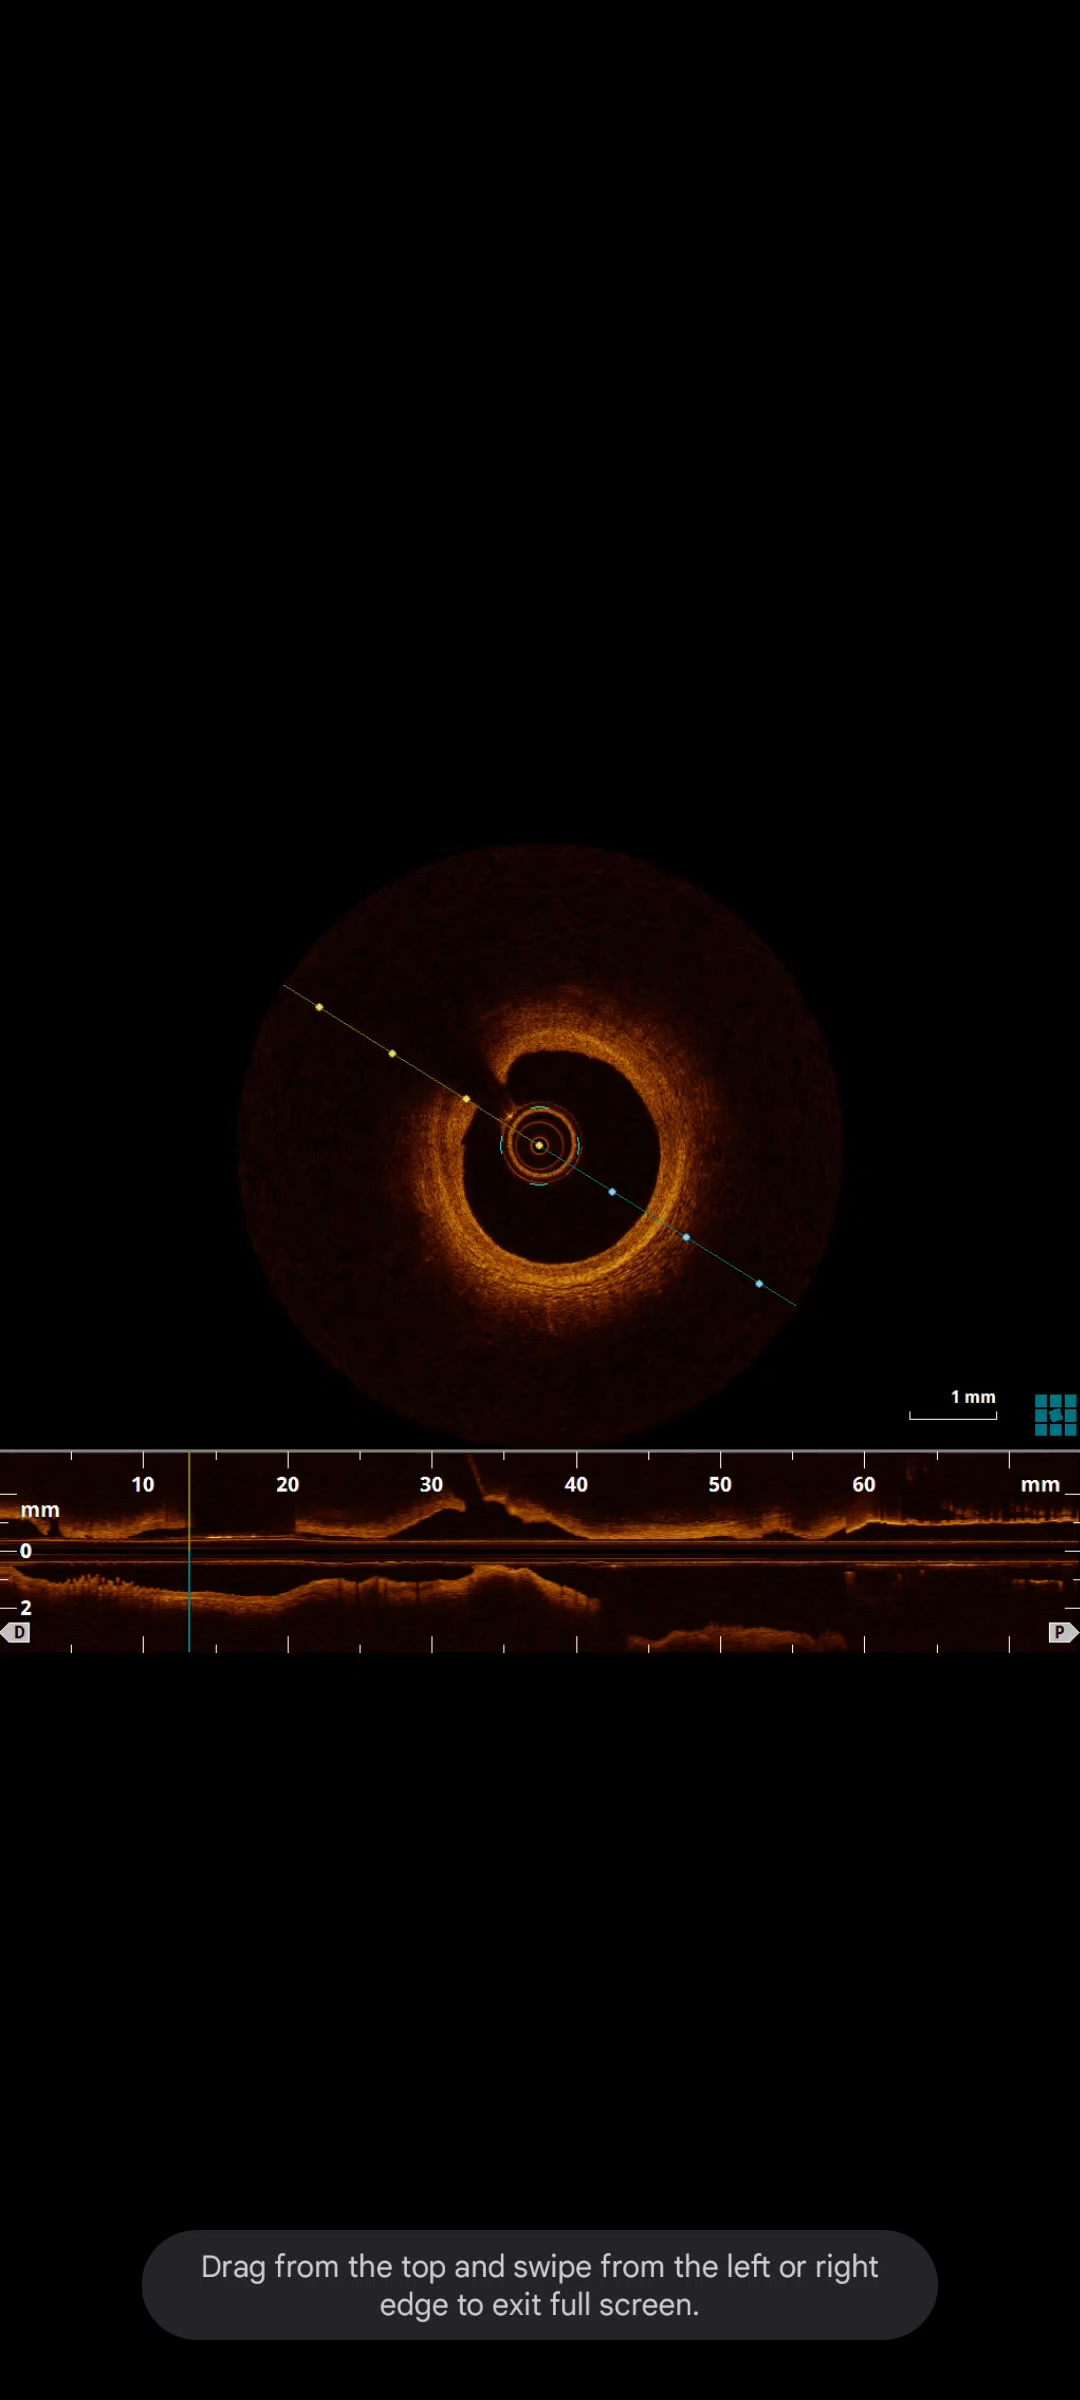 1 mm
10 20 30 40 50 60 mm
mm
0
2
D P
Drag from the top and swipe from the left or right
edge to exit full screen.